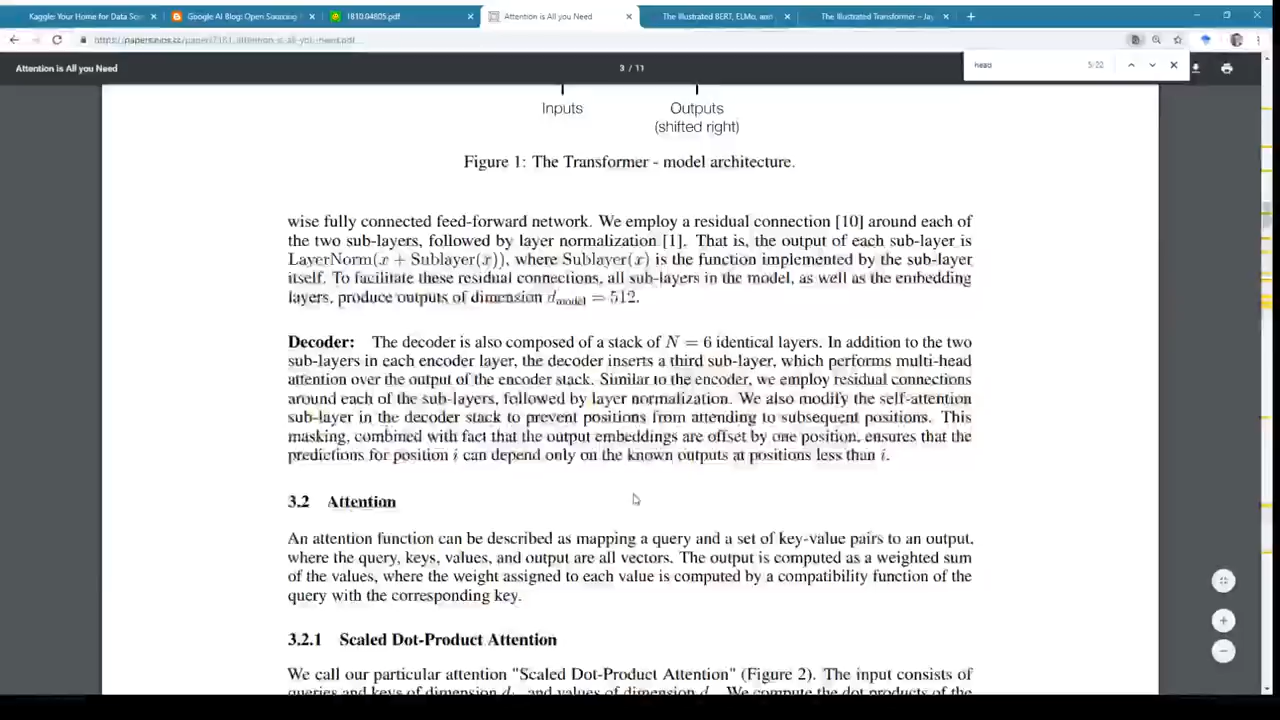 Kaggle: Your Home for Data Scie
Google AI Blog: Open Sourcing
1810.04805.pdf
Attention is All you Need
The Illustrated BERT, ELMo, and
The Illustrated Transformer – Jay
Attention is All you Need
3 / 11
head
5/22
Inputs
Outputs
(shifted right)
Figure 1: The Transformer - model architecture.
wise fully connected feed-forward network. We employ a residual connection [10] around each of
the two sub-layers, followed by layer normalization [1]. That is, the output of each sub-layer is
LayerNorm(x + Sublayer(x)), where Sublayer(x) is the function implemented by the sub-layer
itself. To facilitate these residual connections, all sub-layers in the model, as well as the embedding
layers, produce outputs of dimension d_model = 512.
Decoder: The decoder is also composed of a stack of N = 6 identical layers. In addition to the two
sub-layers in each encoder layer, the decoder inserts a third sub-layer, which performs multi-head
attention over the output of the encoder stack. Similar to the encoder, we employ residual connections
around each of the sub-layers, followed by layer normalization. We also modify the self-attention
sub-layer in the decoder stack to prevent positions from attending to subsequent positions. This
masking, combined with fact that the output embeddings are offset by one position, ensures that the
predictions for position i can depend only on the known outputs at positions less than i.
3.2 Attention
An attention function can be described as mapping a query and a set of key-value pairs to an output,
where the query, keys, values, and output are all vectors. The output is computed as a weighted sum
of the values, where the weight assigned to each value is computed by a compatibility function of the
query with the corresponding key.
3.2.1 Scaled Dot-Product Attention
We call our particular attention "Scaled Dot-Product Attention" (Figure 2). The input consists of
queries and keys of dimension d_k, and values of dimension d_. We compute the dot products of the